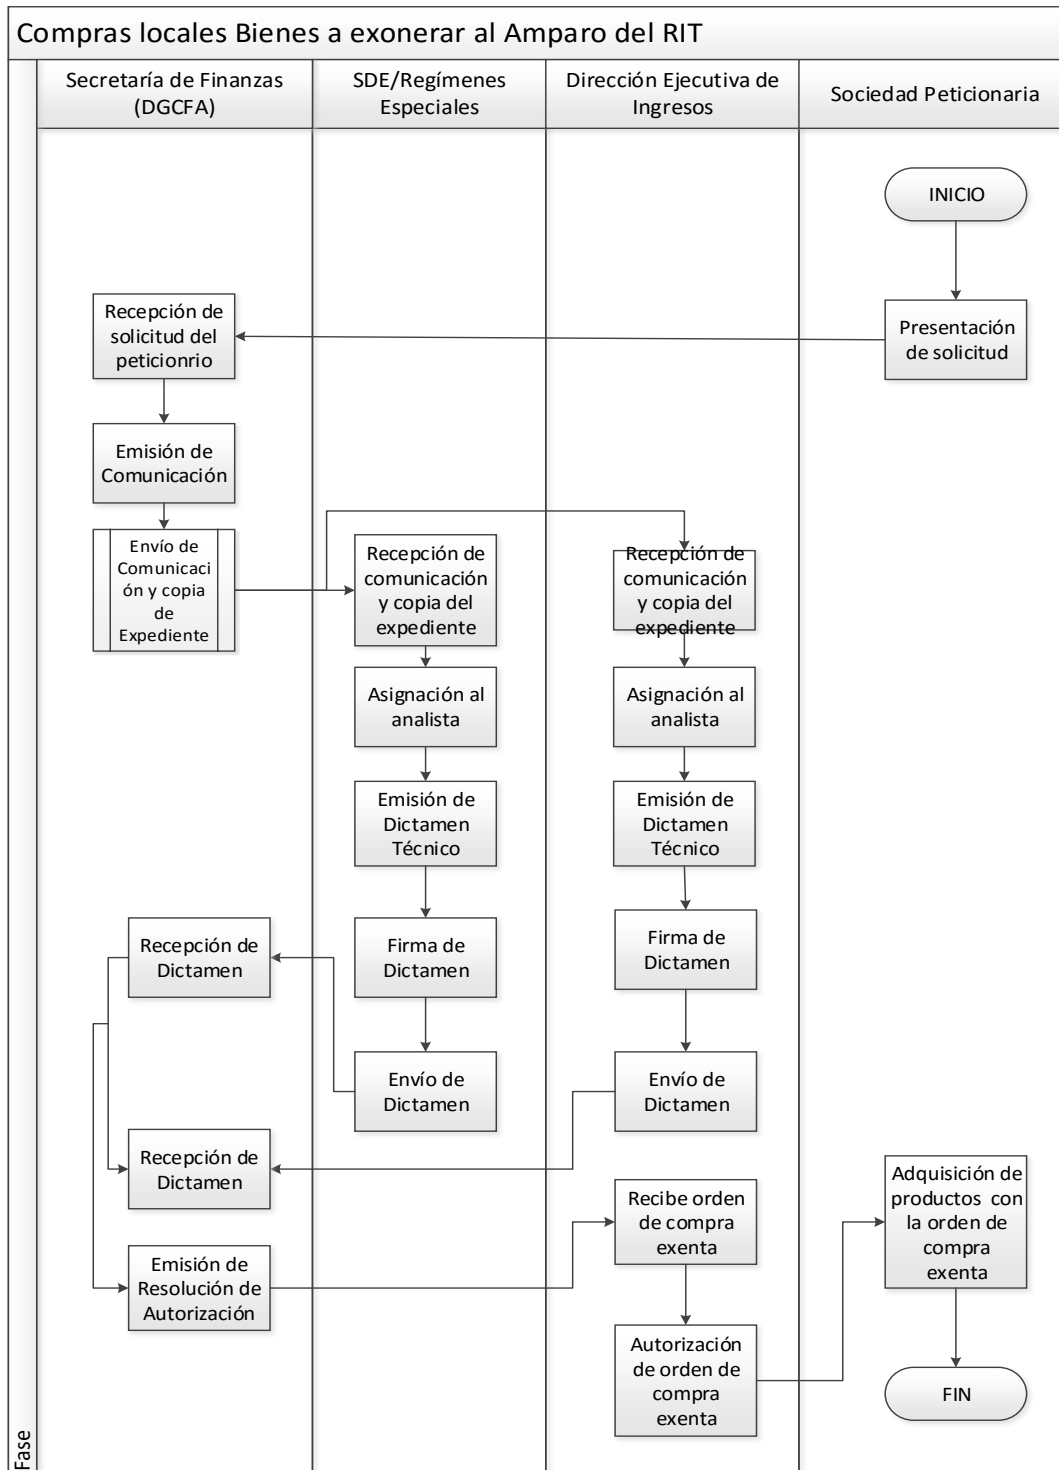 Compras locales Bienes a exonerar al Amparo del RIT
Secretaría de Finanzas
(DGCFA)
SDE/Regímenes
Especiales
Dirección Ejecutiva de
Ingresos
Sociedad Peticionaria
INICIO
Recepción de
solicitud del
peticionrio
Presentación
de solicitud
Emisión de
Comunicación
Envío de
Comunicaci
ón y copia
de
Expediente
Recepción de
comunicación
y copia del
expediente
Recepción de
comunicación
y copia del
expediente
Asignación al
analista
Asignación al
analista
Emisión de
Dictamen
Técnico
Emisión de
Dictamen
Técnico
Recepción de
Dictamen
Firma de
Dictamen
Firma de
Dictamen
Envío de
Dictamen
Envío de
Dictamen
Recepción de
Dictamen
Recibe orden
de compra
exenta
Adquisición de
productos con
la orden de
compra
exenta
Emisión de
Resolución de
Autorización
Autorización
de orden de
compra
exenta
FIN
Fase